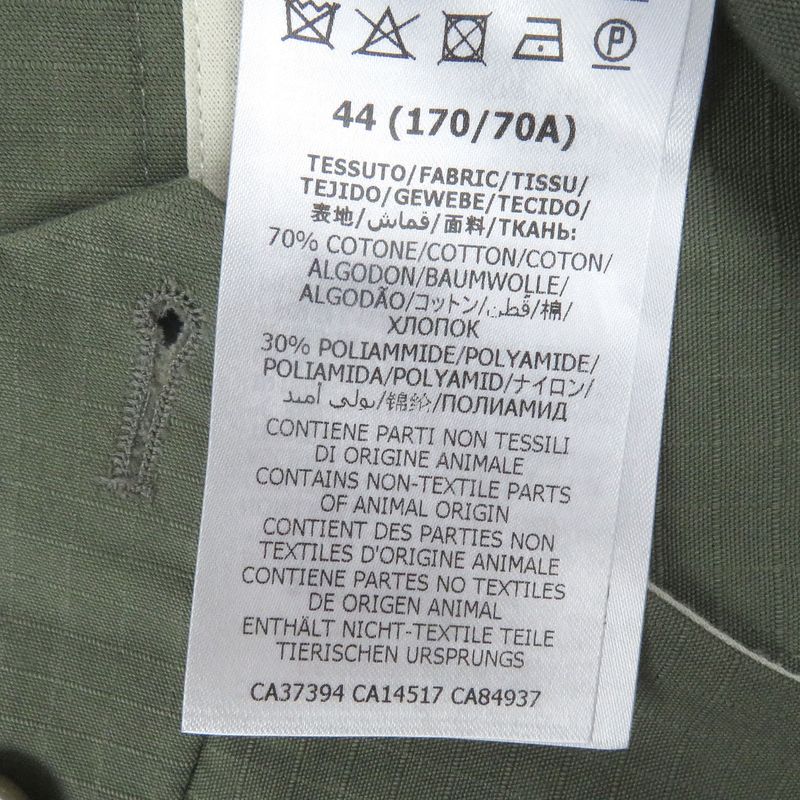 P
44 (170/70A)
TESSUTO/FABRIC/TISSU/
TEJIDO/GEWEBE/TECIDO/
表地/قماش/面料/ТКАНЬ:
70% COTONE/COTTON/COTON/
ALGODON/BAUMWOLLE/
ALGODÃO/コットン/قطن/棉/
ХЛОПОК
30% POLIAMMIDE/POLYAMIDE/
POLIAMIDA/POLYAMID/ナイロン/
بولي أميد/锦纶/ПОЛИАМИД
CONTIENE PARTI NON TESSILI
DI ORIGINE ANIMALE
CONTAINS NON-TEXTILE PARTS
OF ANIMAL ORIGIN
CONTIENT DES PARTIES NON
TEXTILES D'ORIGINE ANIMALE
CONTIENE PARTES NO TEXTILES
DE ORIGEN ANIMAL
ENTHÄLT NICHT-TEXTILE TEILE
TIERISCHEN URSPRUNGS
CA37394 CA14517 CA84937